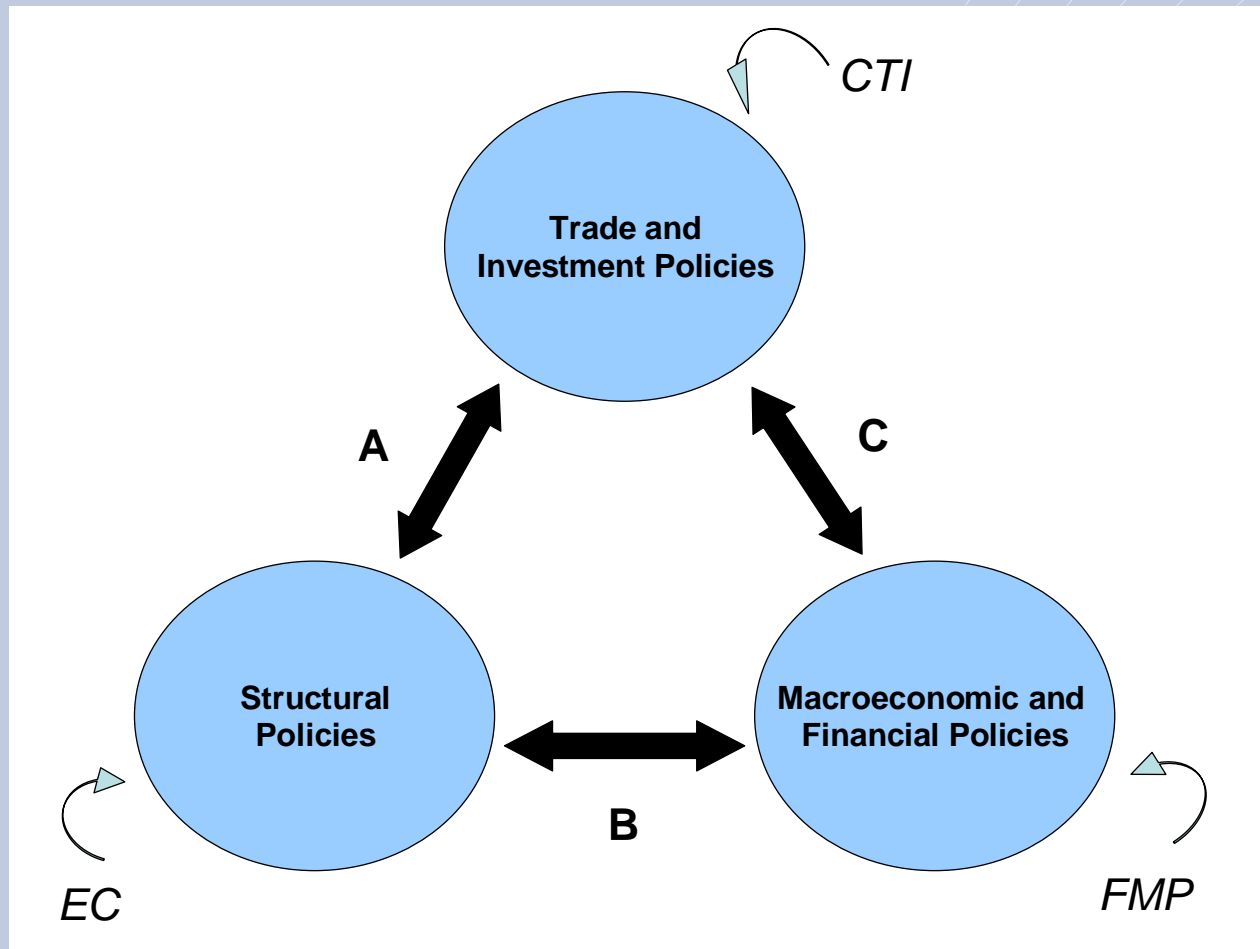 CTI
Trade and
Investment Policies
A
C
Structural
Policies
Macroeconomic and
Financial Policies
B
EC
FMP